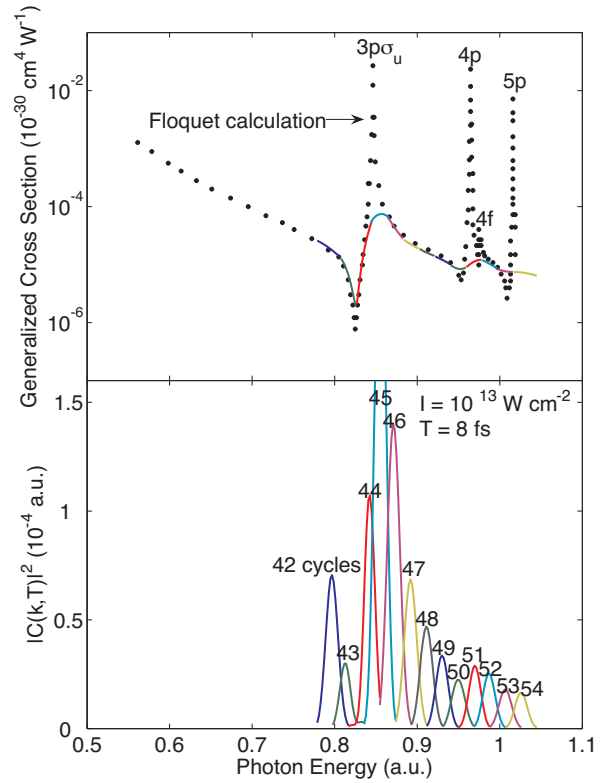 Generalized Cross Section (10⁻³⁰ cm⁴ W⁻¹)
10⁻²
10⁻⁴
10⁻⁶
3pσᵤ
4p
5p
4f
Floquet calculation
|C(k,T)|² (10⁻⁴ a.u.)
1.5
1
0.5
0
I = 10¹³ W cm⁻²
T = 8 fs
42 cycles
43
44
45
46
47
48
49
50
51
52
53
54
0.5 0.6 0.7 0.8 0.9 1 1.1
Photon Energy (a.u.)